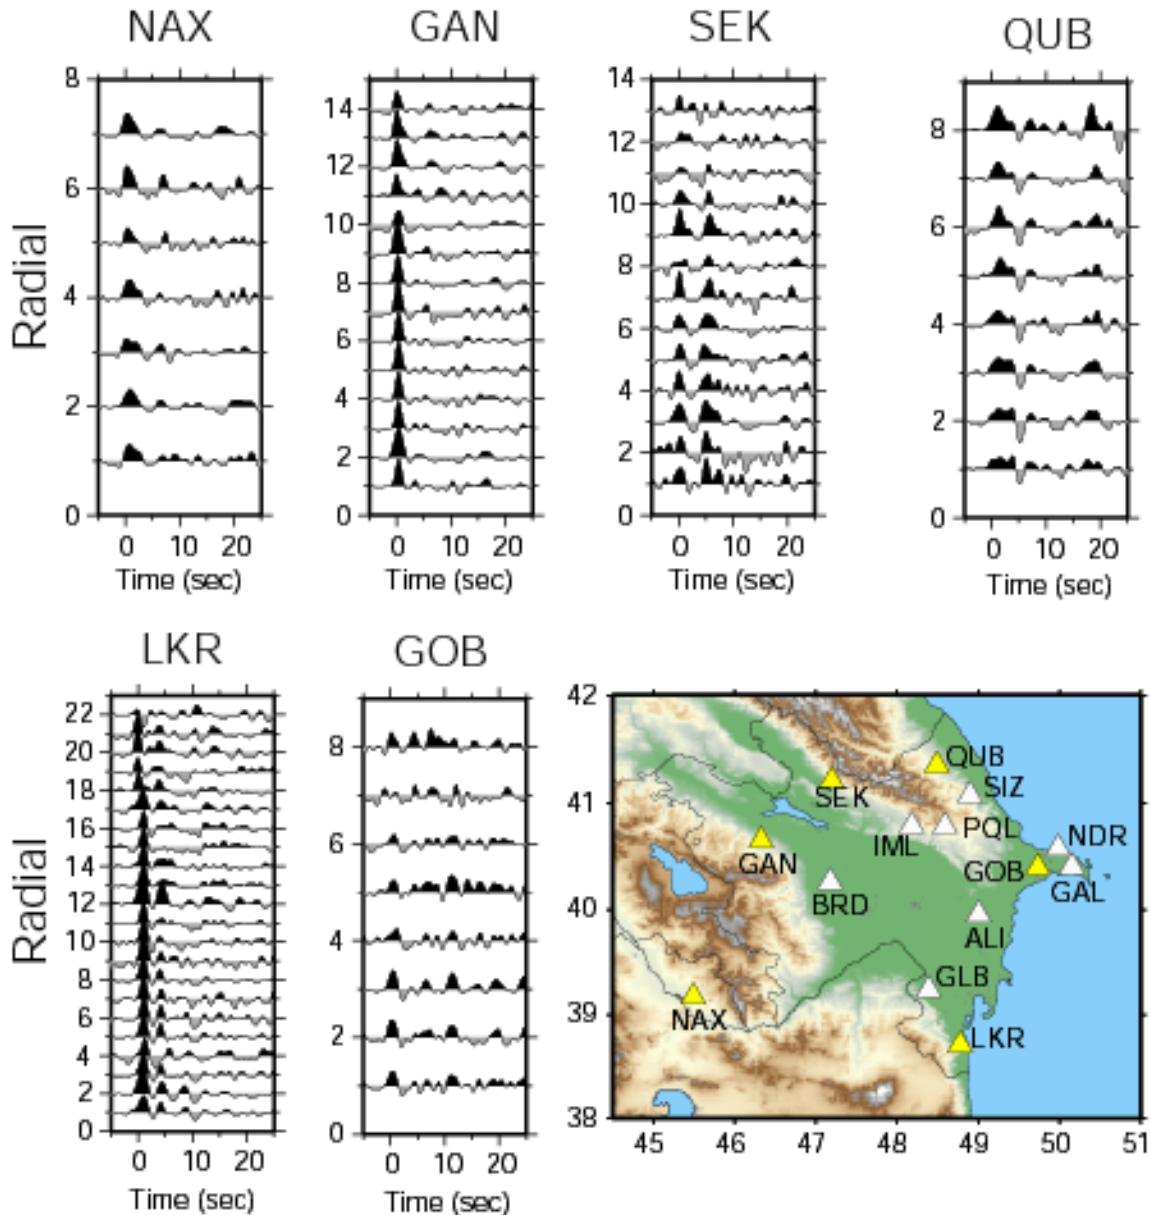 NAX GAN SEK QUB
Radial
8
6
4
2
0
0 10 20
Time (sec)
14
12
10
8
6
4
2
0
0 10 20
Time (sec)
14
12
10
8
6
4
2
0
0 10 20
Time (sec)
8
6
4
2
0
0 10 20
Time (sec)
LKR GOB
Radial
22
20
18
16
14
12
10
8
6
4
2
0
0 10 20
Time (sec)
8
6
4
2
0
0 10 20
Time (sec)
42
41
40
39
38
QUB
SEK SIZ
IML PQL NDR
GAN GOB
BRD GAL
ALI
GLB
NAX LKR
45 46 47 48 49 50 51